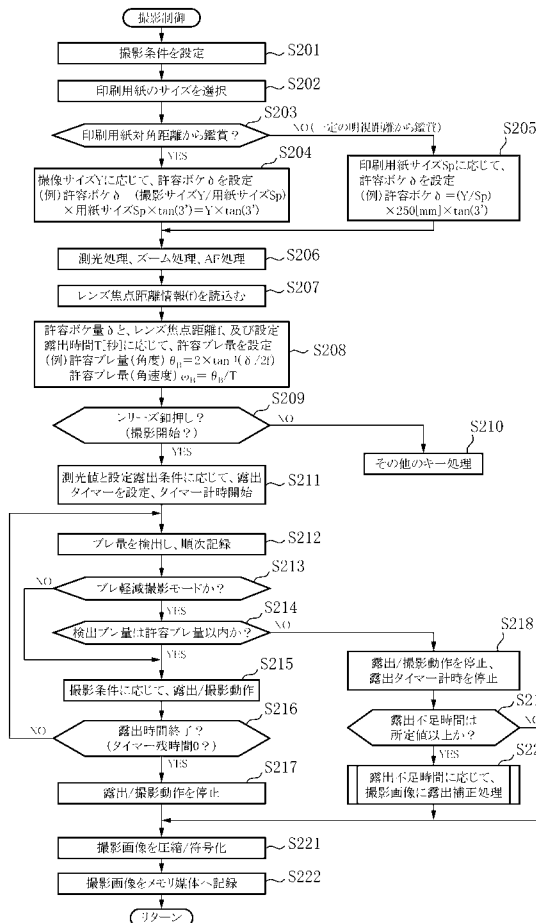 撮影制御
撮影条件を設定
S201
印刷用紙のサイズを選択
S202
S203
印刷用紙対角距離から鑑賞?
NO(一定の明視距離から鑑賞)
YES
S204
撮像サイズYに応じて、許容ボケδを設定
(例)許容ボケδ (撮影サイズY/用紙サイズSp)
×用紙サイズSp×tan(3')=Y×tan(3')
S205
印刷用紙サイズSpに応じて、
許容ボケδを設定
(例)許容ボケδ=(Y/Sp)
×250[mm]×tan(3')
測光処理、ズーム処理、AF処理
S206
レンズ焦点距離情報(f)を読込む
S207
許容ボケ量δと、レンズ焦点距離f、及び設定
露出時間T[秒]に応じて、許容ブレ量を設定
(例)許容ブレ量(角度) θ_B=2×tan⁻¹(δ/2f)
許容ブレ量(角速度) ω_B=θ_B/T
S208
S209
シリーズ釦押し?
(撮影開始?)
NO
YES
S210
その他のキー処理
測光値と設定露出条件に応じて、露出
タイマーを設定、タイマー計時開始
S211
ブレ量を検出し、順次記録
S212
S213
NO
ブレ軽減撮影モードか?
YES
S214
検出ブレ量は許容ブレ量以内か?
NO
YES
S218
露出/撮影動作を停止、
露出タイマー計時を停止
S215
撮影条件に応じて、露出/撮影動作
S216
NO
露出時間終了?
(タイマー残時間0?)
YES
S21
露出不足時間は
所定値以上か?
NO
YES
S22
露出不足時間に応じて、
撮影画像に露出補正処理
S217
露出/撮影動作を停止
撮影画像を圧縮/符号化
S221
撮影画像をメモリ媒体へ記録
S222
リターン